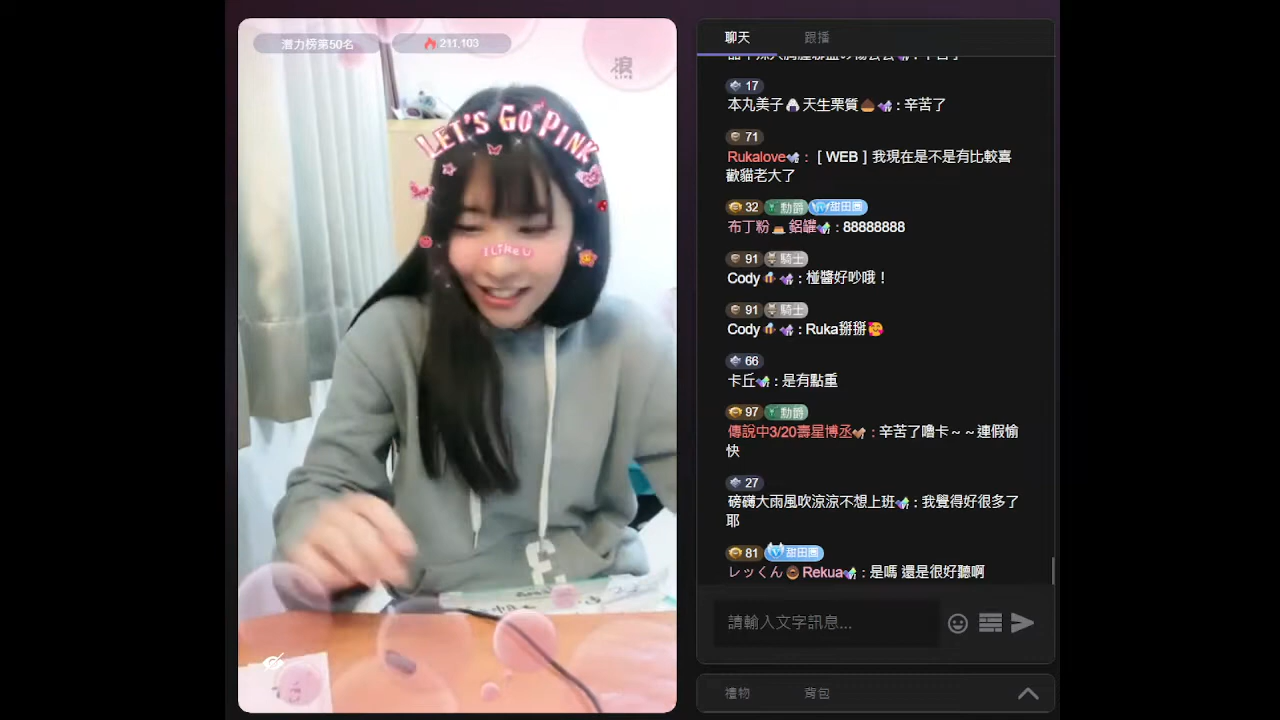 潛力榜第50名
211,103
浪
LIVE
LET'S GO PINK
I Like U
聊天
跟播
17
本丸美子🍙天生栗質🌰: 辛苦了
71
Rukalove: [ WEB ] 我現在是不是有比較喜
歡貓老大了
32 勳爵 甜田圈
布丁粉🍮鋁罐: 88888888
91 騎士
Cody: 椪醬好吵哦！
91 騎士
Cody: Ruka掰掰🥰
66
卡丘: 是有點重
97 勳爵
傳說中3/20壽星博丞: 辛苦了嚕卡～～連假愉
快
27
磅礴大雨風吹涼涼不想上班: 我覺得好很多了
耶
81 甜田圈
レッくん🍩Rekua: 是嗎 還是很好聽啊
請輸入文字訊息...
禮物
背包